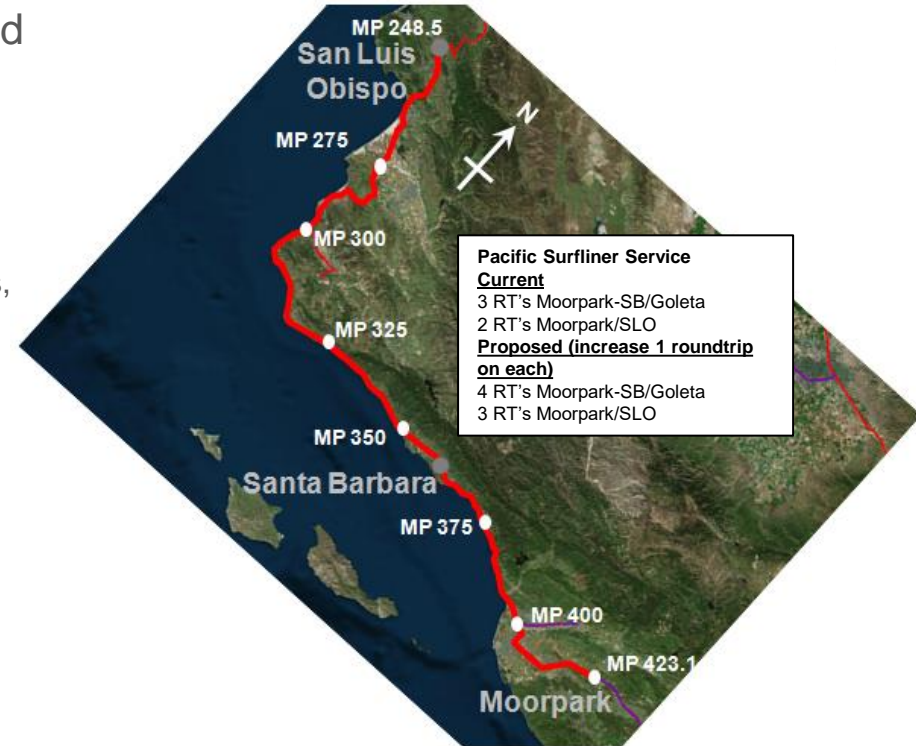 d
MP 248.5
San Luis
Obispo
N
MP 275
MP 300
s,
Pacific Surfliner Service
Current
3 RT's Moorpark-SB/Goleta
2 RT's Moorpark/SLO
Proposed (increase 1 roundtrip
on each)
4 RT's Moorpark-SB/Goleta
3 RT's Moorpark/SLO
MP 325
MP 350
Santa Barbara
MP 375
MP 400
MP 423.1
Moorpark